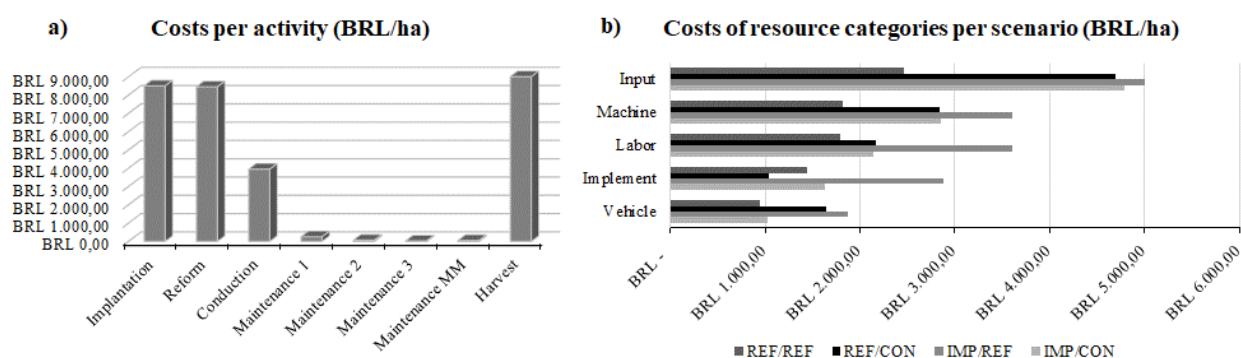 a) Costs per activity (BRL/ha)
BRL 9.000,00
BRL 8.000,00
BRL 7.000,00
BRL 6.000,00
BRL 5.000,00
BRL 4.000,00
BRL 3.000,00
BRL 2.000,00
BRL 1.000,00
BRL 0,00
Implantation
Reform
Conduction
Maintenance 1
Maintenance 2
Maintenance 3
Maintenance MM
Harvest
b) Costs of resource categories per scenario (BRL/ha)
Input
Machine
Labor
Implement
Vehicle
BRL -
BRL 1.000,00
BRL 2.000,00
BRL 3.000,00
BRL 4.000,00
BRL 5.000,00
BRL 6.000,00
REF/REF REF/CON IMP/REF IMP/CON